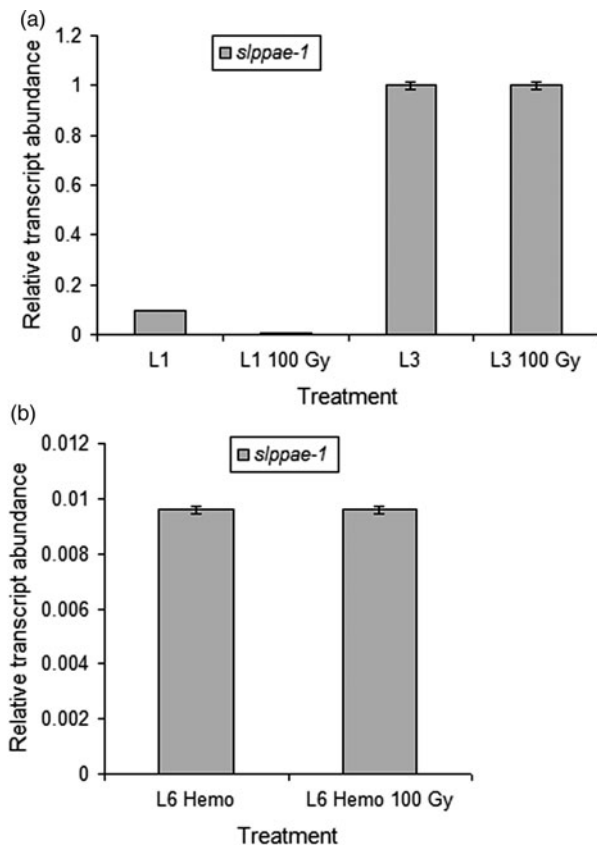 (a)
1.2
slppae-1
1
0.8
0.6
0.4
0.2
0
Relative transcript abundance
L1 L1 100 Gy L3 L3 100 Gy
Treatment
(b)
0.012
slppae-1
0.01
0.008
0.006
0.004
0.002
0
Relative transcript abundance
L6 Hemo L6 Hemo 100 Gy
Treatment